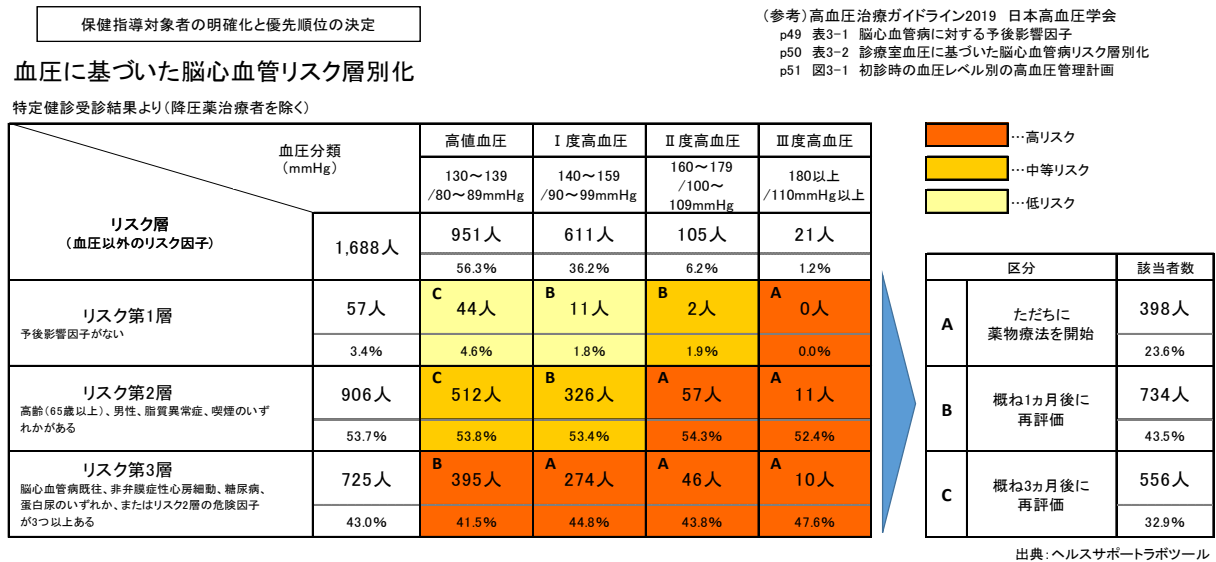 保健指導対象者の明確化と優先順位の決定
(参考)高血圧治療ガイドライン2019 日本高血圧学会
p49 表3-1 脳心血管病に対する予後影響因子
p50 表3-2 診療室血圧に基づいた脳心血管病リスク層別化
p51 図3-1 初診時の血圧レベル別の高血圧管理計画
血圧に基づいた脳心血管リスク層別化
特定健診受診結果より(降圧薬治療者を除く)
血圧分類
(mmHg)
リスク層
(血圧以外のリスク因子)
高値血圧 Ⅰ度高血圧 Ⅱ度高血圧 Ⅲ度高血圧
130～139
/80～89mmHg
140～159
/90～99mmHg
160～179
/100～
109mmHg
180以上
/110mmHg以上
1,688人 951人 611人 105人 21人
56.3% 36.2% 6.2% 1.2%
リスク第1層
予後影響因子がない
57人 C 44人 B 11人 B 2人 A 0人
3.4% 4.6% 1.8% 1.9% 0.0%
リスク第2層
高齢(65歳以上)、男性、脂質異常症、喫煙のいず
れかがある
906人 C 512人 B 326人 A 57人 A 11人
53.7% 53.8% 53.4% 54.3% 52.4%
リスク第3層
脳心血管病既往、非弁膜症性心房細動、糖尿病、
蛋白尿のいずれか、またはリスク2層の危険因子
が3つ以上ある
725人 B 395人 A 274人 A 46人 A 10人
43.0% 41.5% 44.8% 43.8% 47.6%
…高リスク
…中等リスク
…低リスク
区分 該当者数
A ただちに
薬物療法を開始
398人
23.6%
B 概ね1ヵ月後に
再評価
734人
43.5%
C 概ね3ヵ月後に
再評価
556人
32.9%
出典:ヘルスサポートラボツール